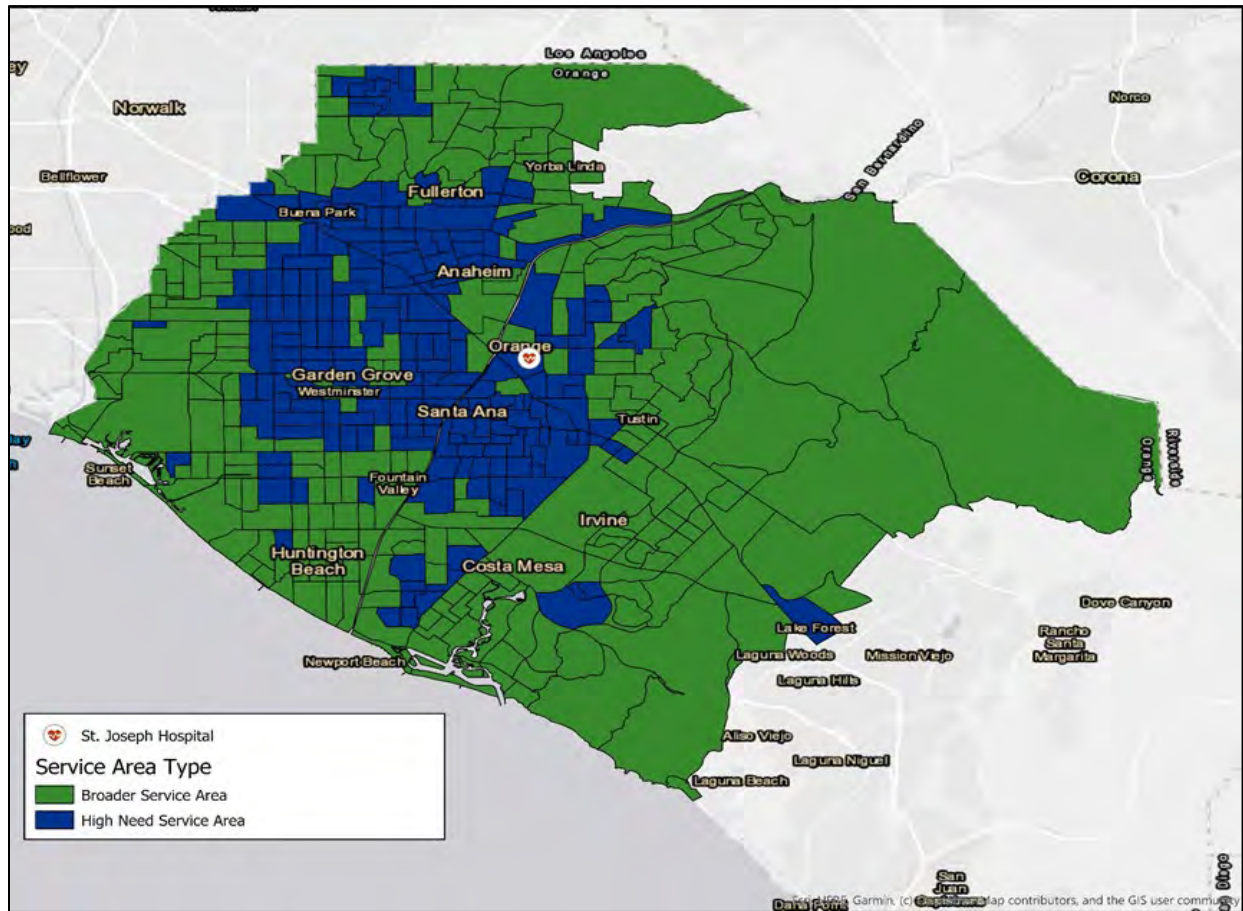 Los Angeles
Orange
ey
Norwalk
Norco
Bellflower
San Bernardino
Corona
Yorba Linda
Fullerton
Buena Park
ood
Anaheim
Orange
Garden Grove
Westminster
Santa Ana
Tustin
Riverside
Orange
Sunset
Beach
Fountain
Valley
Irvine
Huntington
Beach
Costa Mesa
Dove Canyon
Lake Forest
Rancho
Santa
Margarita
Newport Beach
Laguna Woods
Mission Viejo
Laguna Hills
Aliso Viejo
Laguna Niguel
Laguna Beach
St. Joseph Hospital
Service Area Type
Broader Service Area
High Need Service Area
San
Juan
Garmin, (c)
Map contributors, and the GIS user community